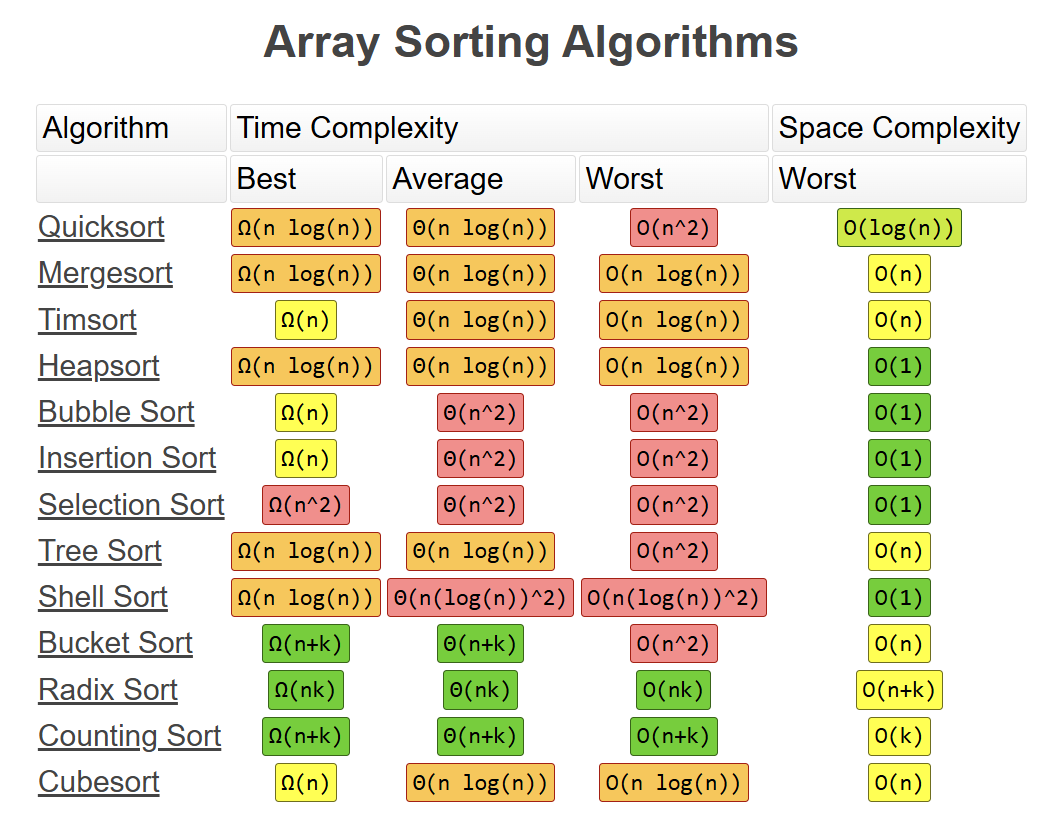 Array Sorting Algorithms
Algorithm Time Complexity Space Complexity
Best Average Worst Worst
Quicksort Ω(n log(n)) Θ(n log(n)) O(n^2) O(log(n))
Mergesort Ω(n log(n)) Θ(n log(n)) O(n log(n)) O(n)
Timsort Ω(n) Θ(n log(n)) O(n log(n)) O(n)
Heapsort Ω(n log(n)) Θ(n log(n)) O(n log(n)) O(1)
Bubble Sort Ω(n) Θ(n^2) O(n^2) O(1)
Insertion Sort Ω(n) Θ(n^2) O(n^2) O(1)
Selection Sort Ω(n^2) Θ(n^2) O(n^2) O(1)
Tree Sort Ω(n log(n)) Θ(n log(n)) O(n^2) O(n)
Shell Sort Ω(n log(n)) Θ(n(log(n))^2) O(n(log(n))^2) O(1)
Bucket Sort Ω(n+k) Θ(n+k) O(n^2) O(n)
Radix Sort Ω(nk) Θ(nk) O(nk) O(n+k)
Counting Sort Ω(n+k) Θ(n+k) O(n+k) O(k)
Cubesort Ω(n) Θ(n log(n)) O(n log(n)) O(n)